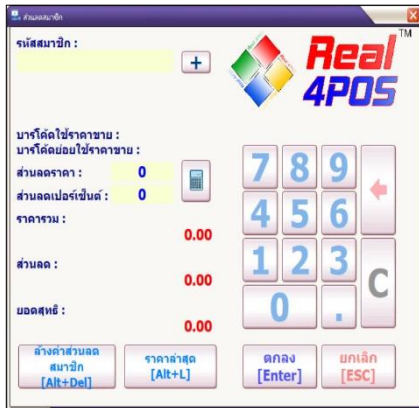 ส่วนลดสมาชิก
X
รหัสสมาชิก :
+
Real
TM
4POS
บาร์โค้ดใช้ราคาขาย :
บาร์โค้ดย่อยใช้ราคาขาย :
ส่วนลดราคา : 0
ส่วนลดเปอร์เซ็นต์ : 0
ราคารวม :
0.00
ส่วนลด :
0.00
ยอดสุทธิ :
0.00
7 8 9
4 5 6
1 2 3 C
0 .
ล้างค่าส่วนลด
สมาชิก
[Alt+Del]
ราคาล่าสุด
[Alt+L]
ตกลง
[Enter]
ยกเลิก
[ESC]